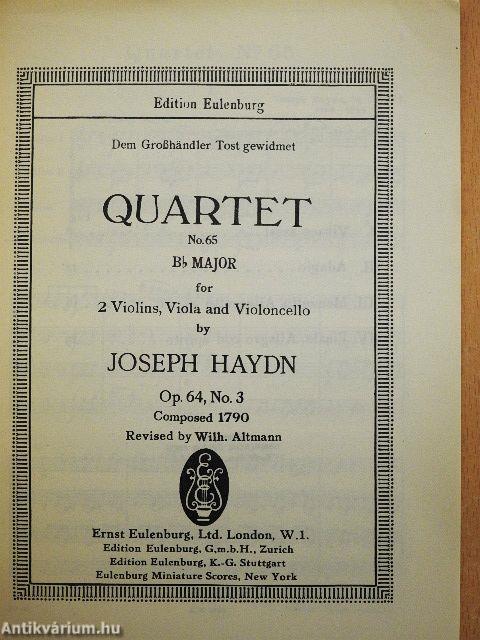 Edition Eulenburg
Dem Großhändler Tost gewidmet
QUARTET
No. 65
B♭ MAJOR
for
2 Violins, Viola and Violoncello
by
JOSEPH HAYDN
Op. 64, No. 3
Composed 1790
Revised by Wilh. Altmann
Ernst Eulenburg, Ltd. London, W.1.
Edition Eulenburg, G.m.b.H., Zurich
Edition Eulenburg, K.-G. Stuttgart
Eulenburg Miniature Scores, New York
Antikvárium.hu